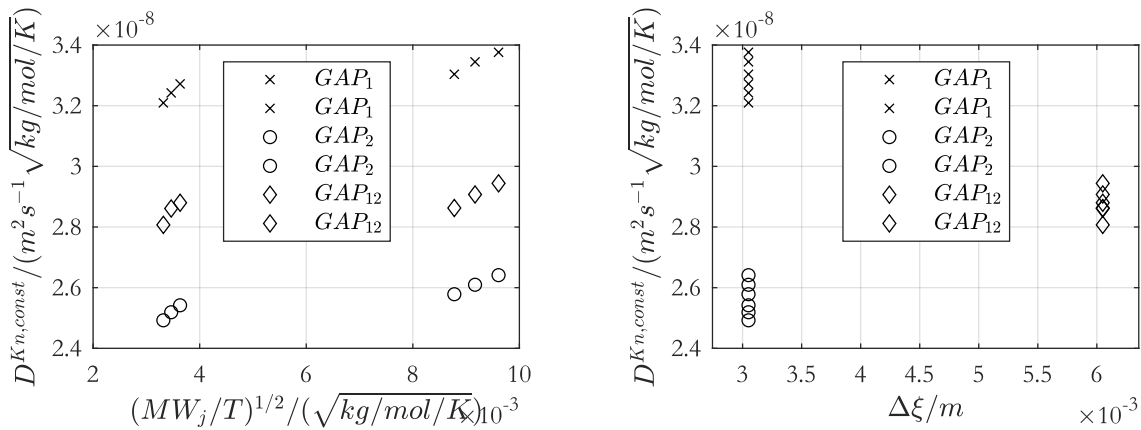 ×10⁻⁸
3.4
3.2
3
2.8
2.6
2.4
D^{Kn,const}/(m² s⁻¹ √kg/mol/K)
GAP₁
GAP₁
GAP₂
GAP₂
GAP₁₂
GAP₁₂
2 4 6 8 10
(MW_j/T)^{1/2}/(√kg/mol/K)
×10⁻³
×10⁻⁸
3.4
3.2
3
2.8
2.6
2.4
D^{Kn,const}/(m² s⁻¹ √kg/mol/K)
GAP₁
GAP₁
GAP₂
GAP₂
GAP₁₂
GAP₁₂
3 3.5 4 4.5 5 5.5 6
Δξ/m
×10⁻³